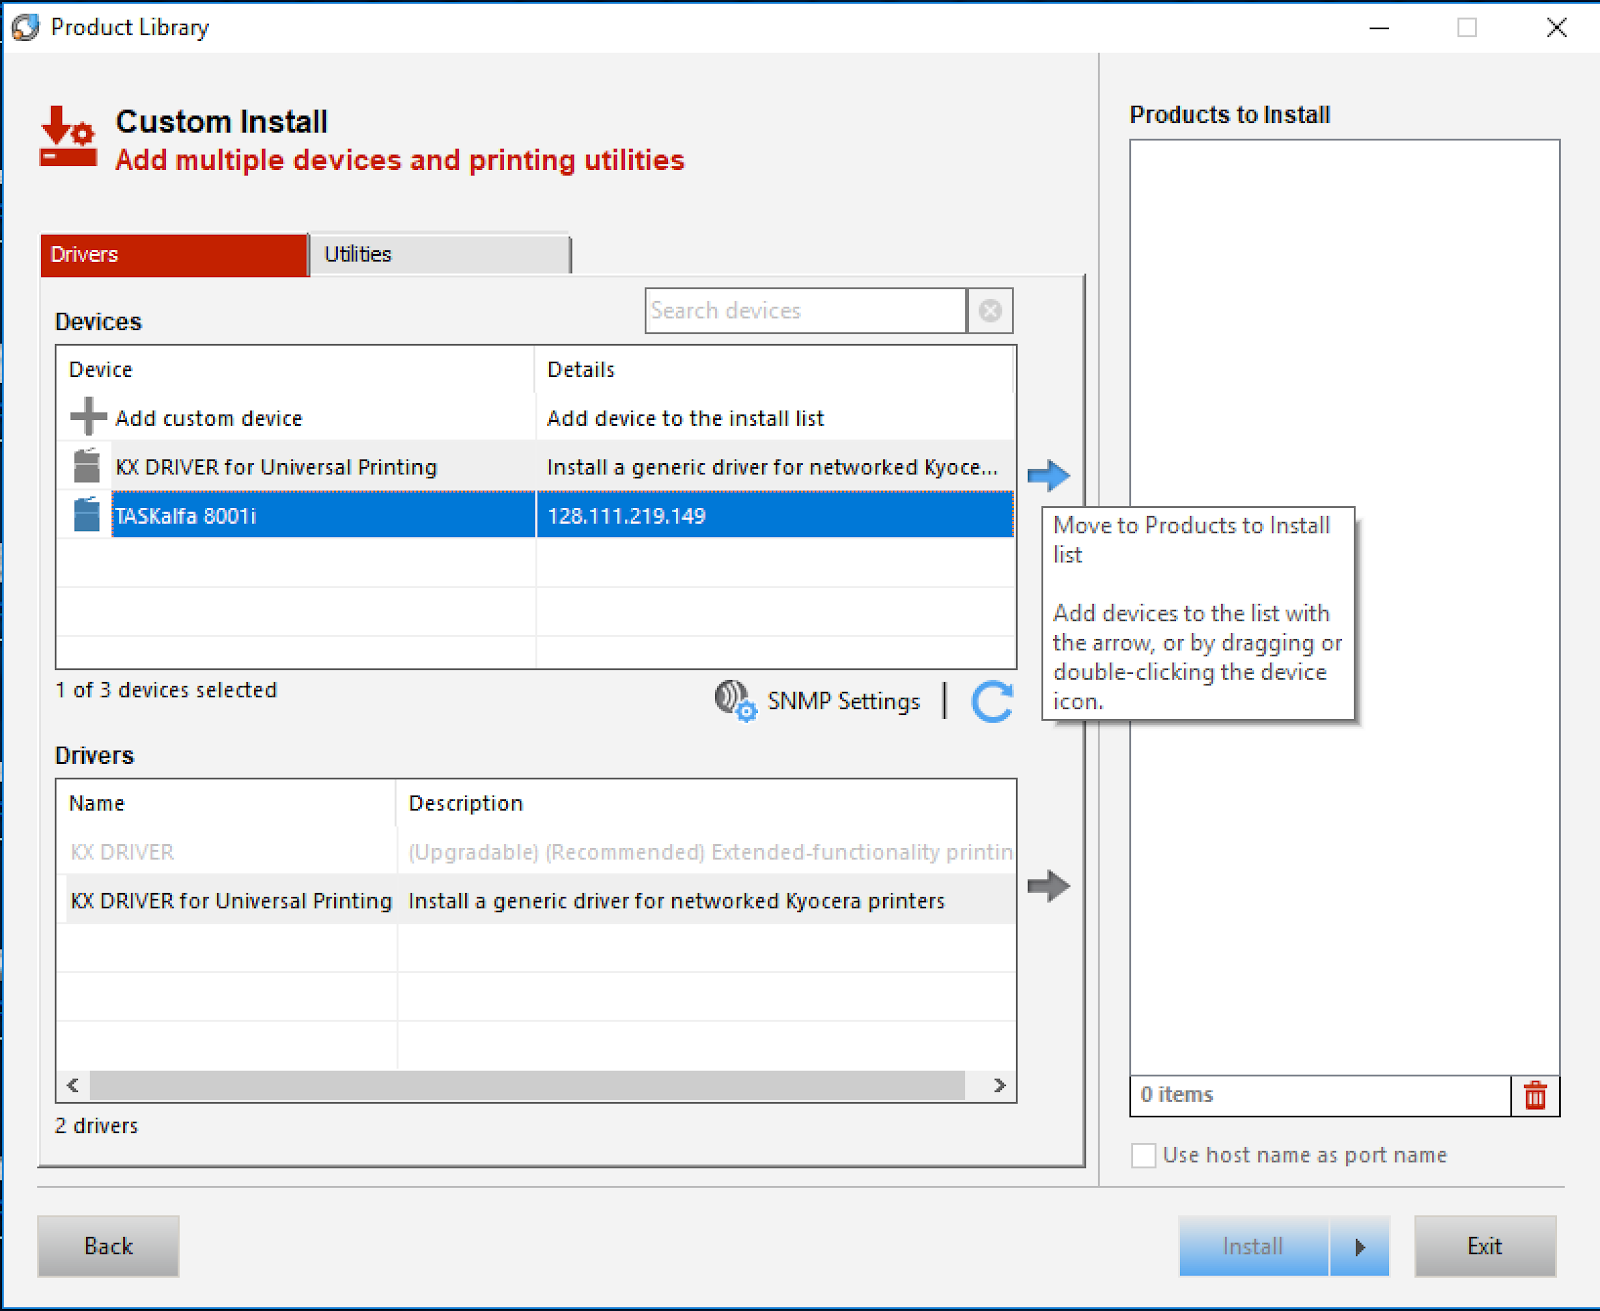 Product Library
Custom Install
Add multiple devices and printing utilities
Products to Install
Drivers
Utilities
Devices
Search devices
Device
Details
Add custom device
Add device to the install list
KX DRIVER for Universal Printing
Install a generic driver for networked Kyoce...
TASKalfa 8001i
128.111.219.149
Move to Products to Install
list
Add devices to the list with
the arrow, or by dragging or
double-clicking the device
icon.
1 of 3 devices selected
SNMP Settings
Drivers
Name
Description
KX DRIVER
(Upgradable) (Recommended) Extended-functionality printin
KX DRIVER for Universal Printing
Install a generic driver for networked Kyocera printers
2 drivers
0 items
Use host name as port name
Back
Install
Exit